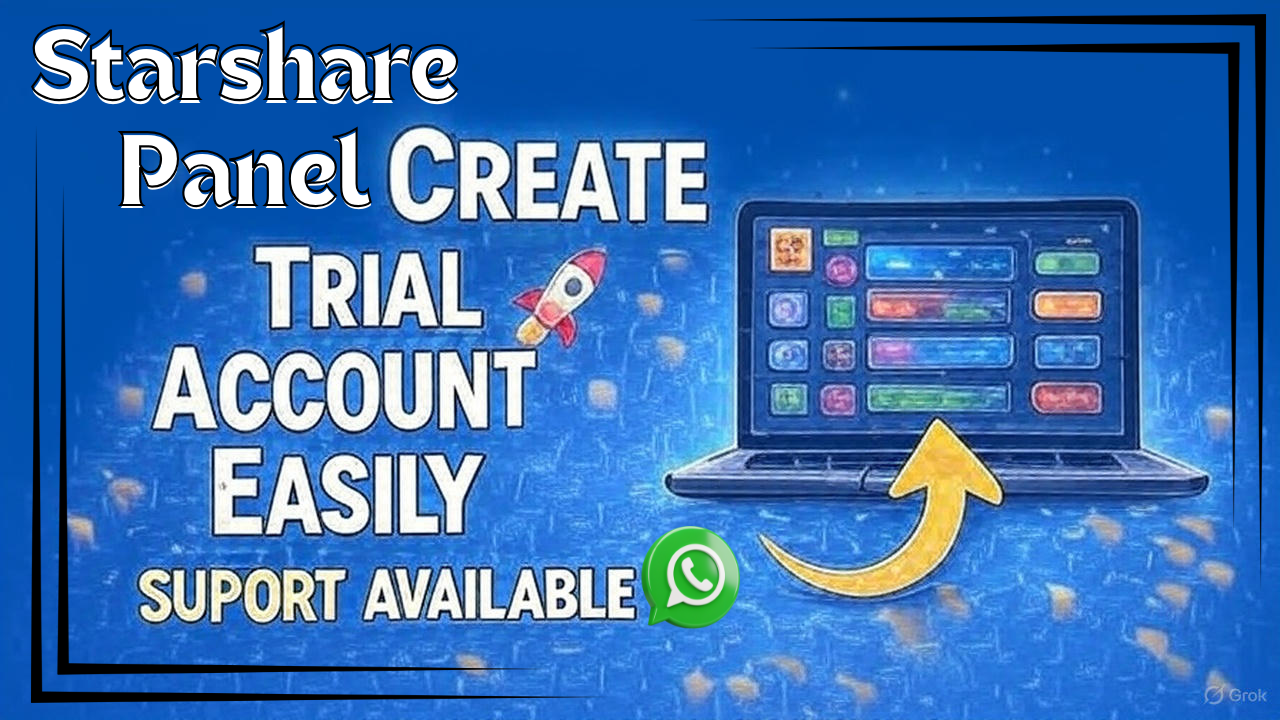 Starshare
Panel CREATE
TRIAL
ACCOUNT
EASILY
SUPORT AVAILABLE
Grok